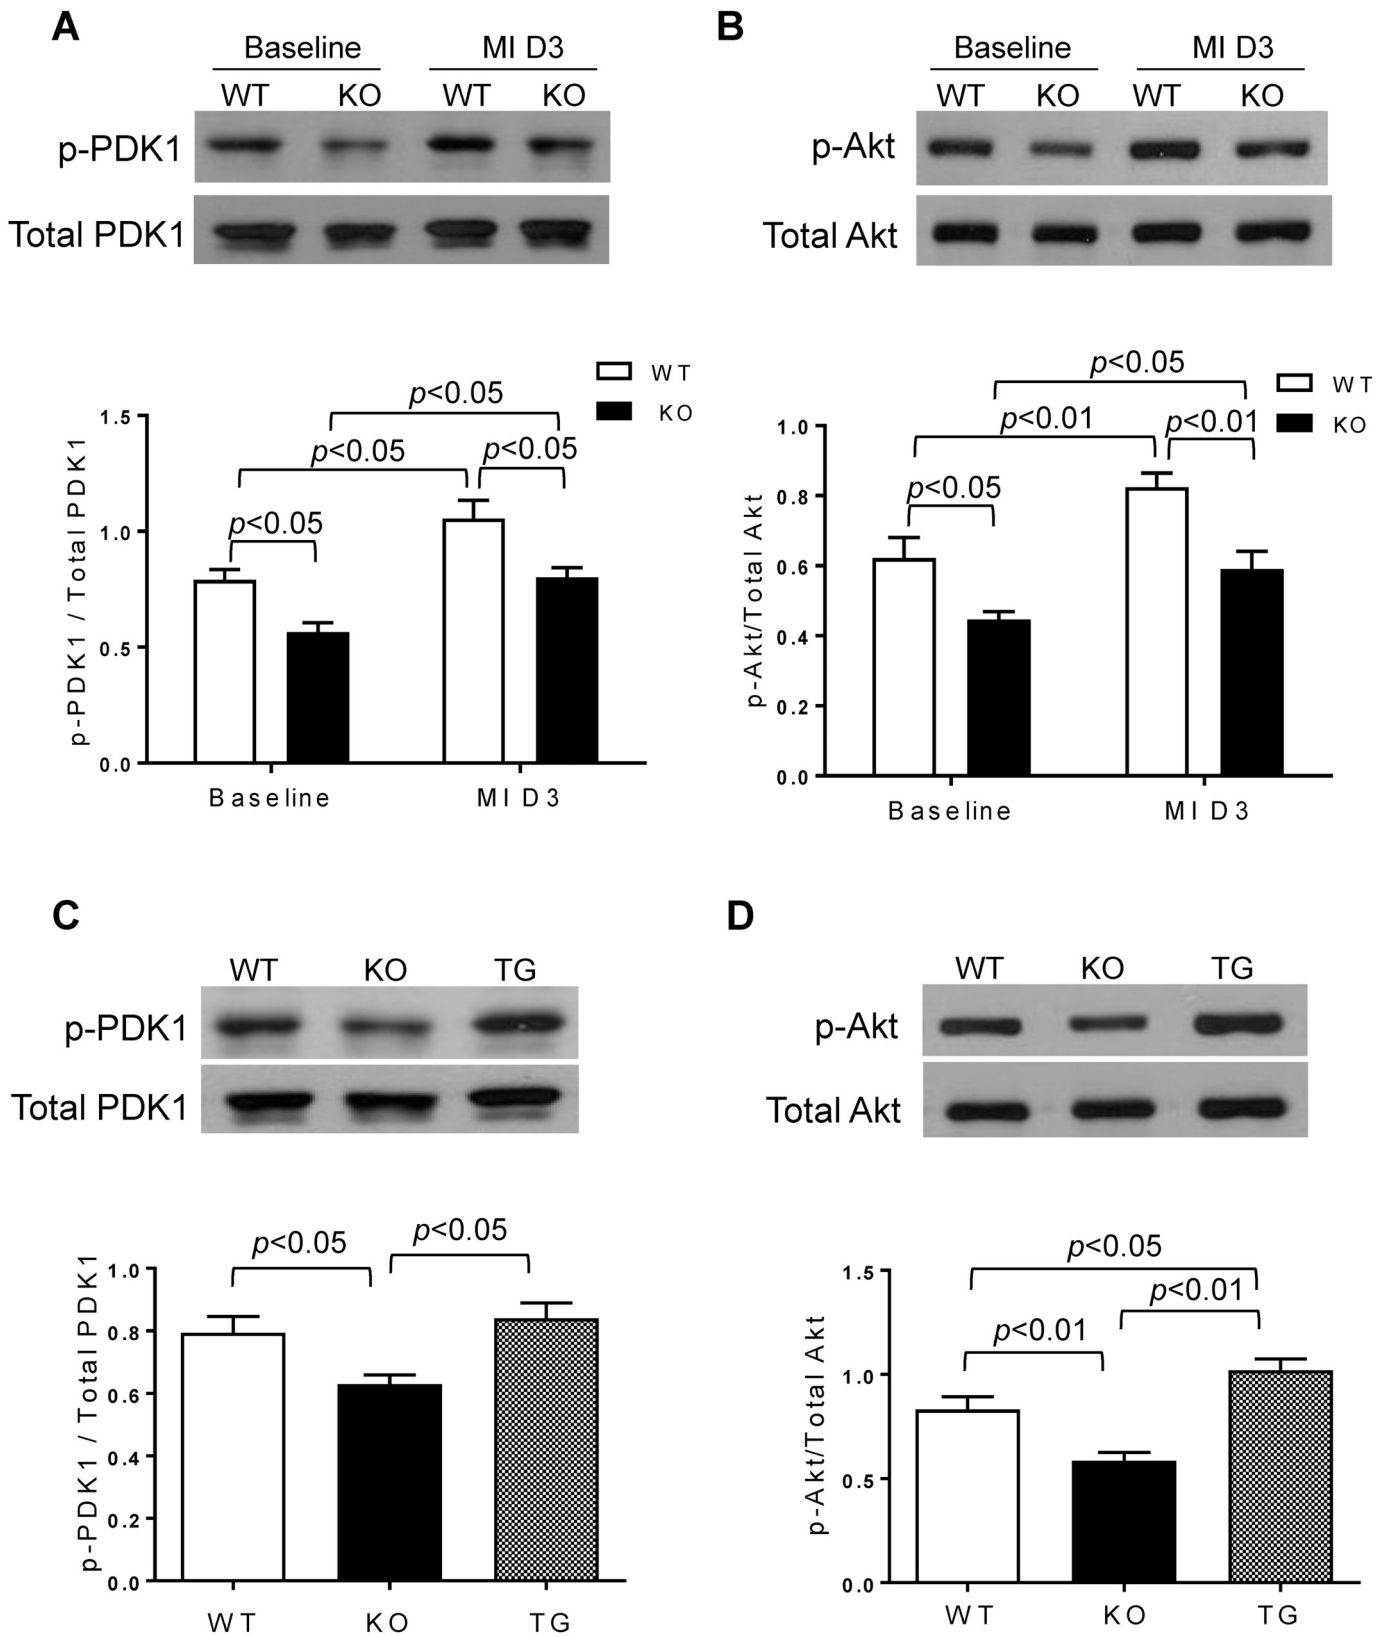 A
Baseline MI D3
WT KO WT KO
p-PDK1
Total PDK1
WT
KO
p<0.05
p<0.05 p<0.05
p<0.05
p-PDK1 / Total PDK1
1.5
1.0
0.5
0.0
Baseline MI D3
B
Baseline MI D3
WT KO WT KO
p-Akt
Total Akt
WT
KO
p<0.05
p<0.01 p<0.01
p<0.05
p-Akt/Total Akt
1.0
0.8
0.6
0.4
0.2
0.0
Baseline MI D3
C
WT KO TG
p-PDK1
Total PDK1
p<0.05 p<0.05
p-PDK1 / Total PDK1
1.0
0.8
0.6
0.4
0.2
0.0
WT KO TG
D
WT KO TG
p-Akt
Total Akt
p<0.05
p<0.01
p<0.01
p-Akt/Total Akt
1.5
1.0
0.5
0.0
WT KO TG